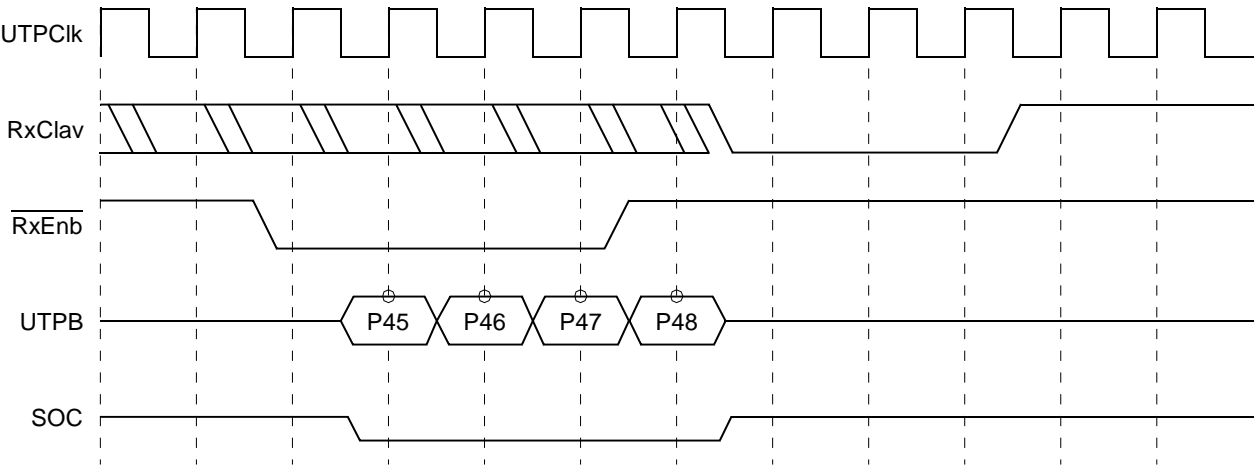 UTPClk
RxClav
RxEnb
UTPB
P45 P46 P47 P48
SOC